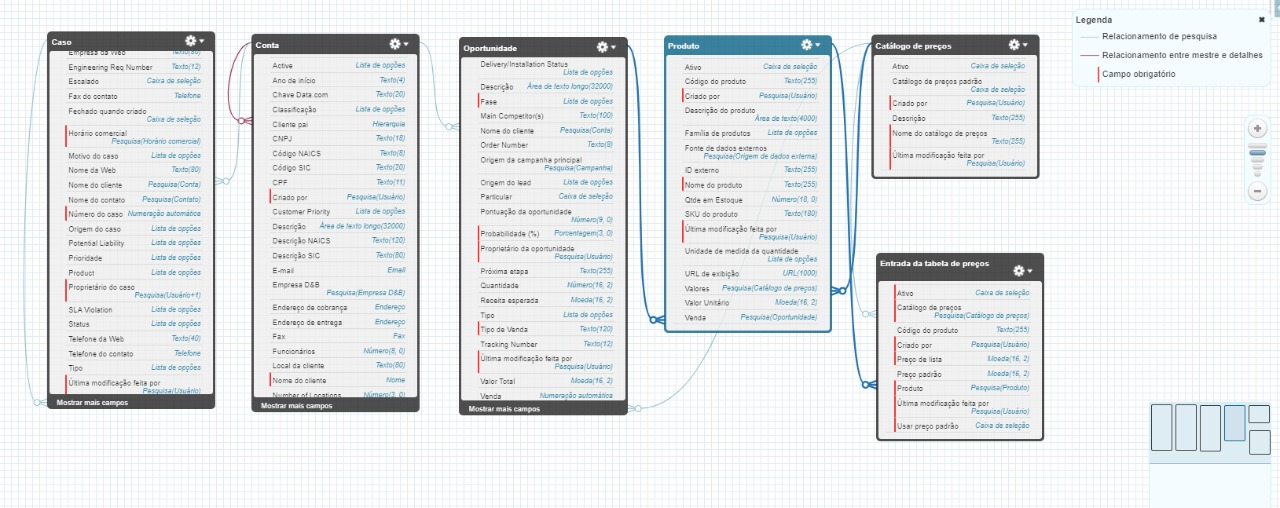 Caso
Empresa da Web Texto(80)
Engineering Req Number Texto(12)
Escalado Caixa de seleção
Fax do contato Telefone
Fechado quando criado
Caixa de seleção
Horário comercial
Pesquisa(Horário comercial)
Motivo do caso Lista de opções
Nome da Web Texto(80)
Nome do cliente Pesquisa(Conta)
Nome do contato Pesquisa(Contato)
Número do caso Numeração automática
Origem do caso Lista de opções
Potential Liability Lista de opções
Prioridade Lista de opções
Product Lista de opções
Proprietário do caso
Pesquisa(Usuário+1)
SLA Violation Lista de opções
Status Lista de opções
Telefone da Web Texto(40)
Telefone do contato Telefone
Tipo Lista de opções
Última modificação feita por
Pesquisa(Usuário)
Mostrar mais campos
Conta
Active Lista de opções
Ano de início Texto(4)
Chave Data com Texto(20)
Classificação Lista de opções
Cliente pai Hierarquia
CNPJ Texto(18)
Código NAICS Texto(8)
Código SIC Texto(20)
CPF Texto(11)
Criado por Pesquisa(Usuário)
Customer Priority Lista de opções
Descrição Área de texto longo(32000)
Descrição NAICS Texto(120)
Descrição SIC Texto(80)
E-mail Email
Empresa D&B
Pesquisa(Empresa D&B)
Endereço de cobrança Endereço
Endereço de entrega Endereço
Fax Fax
Funcionários Número(8, 0)
Local da cliente Texto(80)
Nome do cliente Nome
Number of Locations Número(3, 0)
Mostrar mais campos
Oportunidade
Delivery/Installation Status
Lista de opções
Descrição Área de texto longo(32000)
Fase Lista de opções
Main Competitor(s) Texto(100)
Nome do cliente Pesquisa(Conta)
Order Number Texto(8)
Origem da campanha principal
Pesquisa(Campanha)
Origem do lead Lista de opções
Particular Caixa de seleção
Pontuação da oportunidade
Número(9, 0)
Probabilidade (%) Porcentagem(3, 0)
Proprietário da oportunidade
Pesquisa(Usuário)
Próxima etapa Texto(255)
Quantidade Número(16, 2)
Receita esperada Moeda(16, 2)
Tipo Lista de opções
Tipo de Venda Texto(120)
Tracking Number Texto(12)
Última modificação feita por
Pesquisa(Usuário)
Valor Total Moeda(16, 2)
Venda Numeração automática
Mostrar mais campos
Produto
Ativo Caixa de seleção
Código do produto Texto(255)
Criado por Pesquisa(Usuário)
Descrição do produto
Área de texto(4000)
Família de produtos Lista de opções
Fonte de dados externos
Pesquisa(Origem de dados externa)
ID externo Texto(255)
Nome do produto Texto(255)
Qtde em Estoque Número(18, 0)
SKU do produto Texto(180)
Última modificação feita por
Pesquisa(Usuário)
Unidade de medida da quantidade
Lista de opções
URL de exibição URL(1000)
Valores Pesquisa(Catálogo de preços)
Valor Unitário Moeda(16, 2)
Venda Pesquisa(Oportunidade)
Catálogo de preços
Ativo Caixa de seleção
Catálogo de preços padrão
Caixa de seleção
Criado por Pesquisa(Usuário)
Descrição Texto(255)
Nome do catálogo de preços
Texto(255)
Última modificação feita por
Pesquisa(Usuário)
Entrada da tabela de preços
Ativo Caixa de seleção
Catálogo de preços
Pesquisa(Catálogo de preços)
Código do produto Texto(255)
Criado por Pesquisa(Usuário)
Preço de lista Moeda(16, 2)
Preço padrão Moeda(16, 2)
Produto Pesquisa(Produto)
Última modificação feita por
Pesquisa(Usuário)
Usar preço padrão Caixa de seleção
Legenda
Relacionamento de pesquisa
Relacionamento entre mestre e detalhes
Campo obrigatório